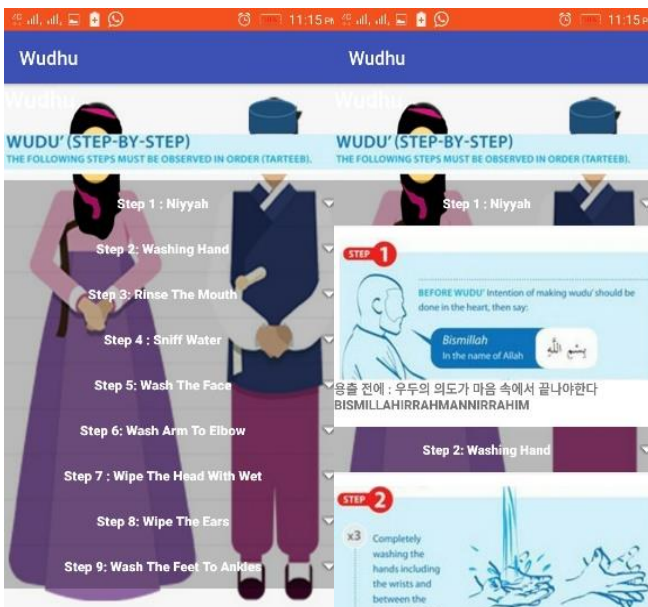 11:15 PM
Wudhu
Wudhu
WUDU' (STEP-BY-STEP)
THE FOLLOWING STEPS MUST BE OBSERVED IN ORDER (TARTEEB).
Step 1 : Niyyah
Step 2: Washing Hand
Step 3: Rinse The Mouth
Step 4 : Sniff Water
Step 5: Wash The Face
Step 6: Wash Arm To Elbow
Step 7 : Wipe The Head With Wet
Step 8: Wipe The Ears
Step 9: Wash The Feet To Ankles
11:15 P
Wudhu
Wudhu
WUDU' (STEP-BY-STEP)
THE FOLLOWING STEPS MUST BE OBSERVED IN ORDER (TARTEEB).
Step 1 : Niyyah
STEP 1
BEFORE WUDU' Intention of making wudu' should be
done in the heart, then say:
Bismillah
In the name of Allah
بِسْمِ اللَّهِ
용출 전에 : 우두의 의도가 마음 속에서 끝나야한다
BISMILLAHIRRAHMANNIRRAHIM
Step 2: Washing Hand
STEP 2
x3
Completely
washing the
hands including
the wrists and
between the